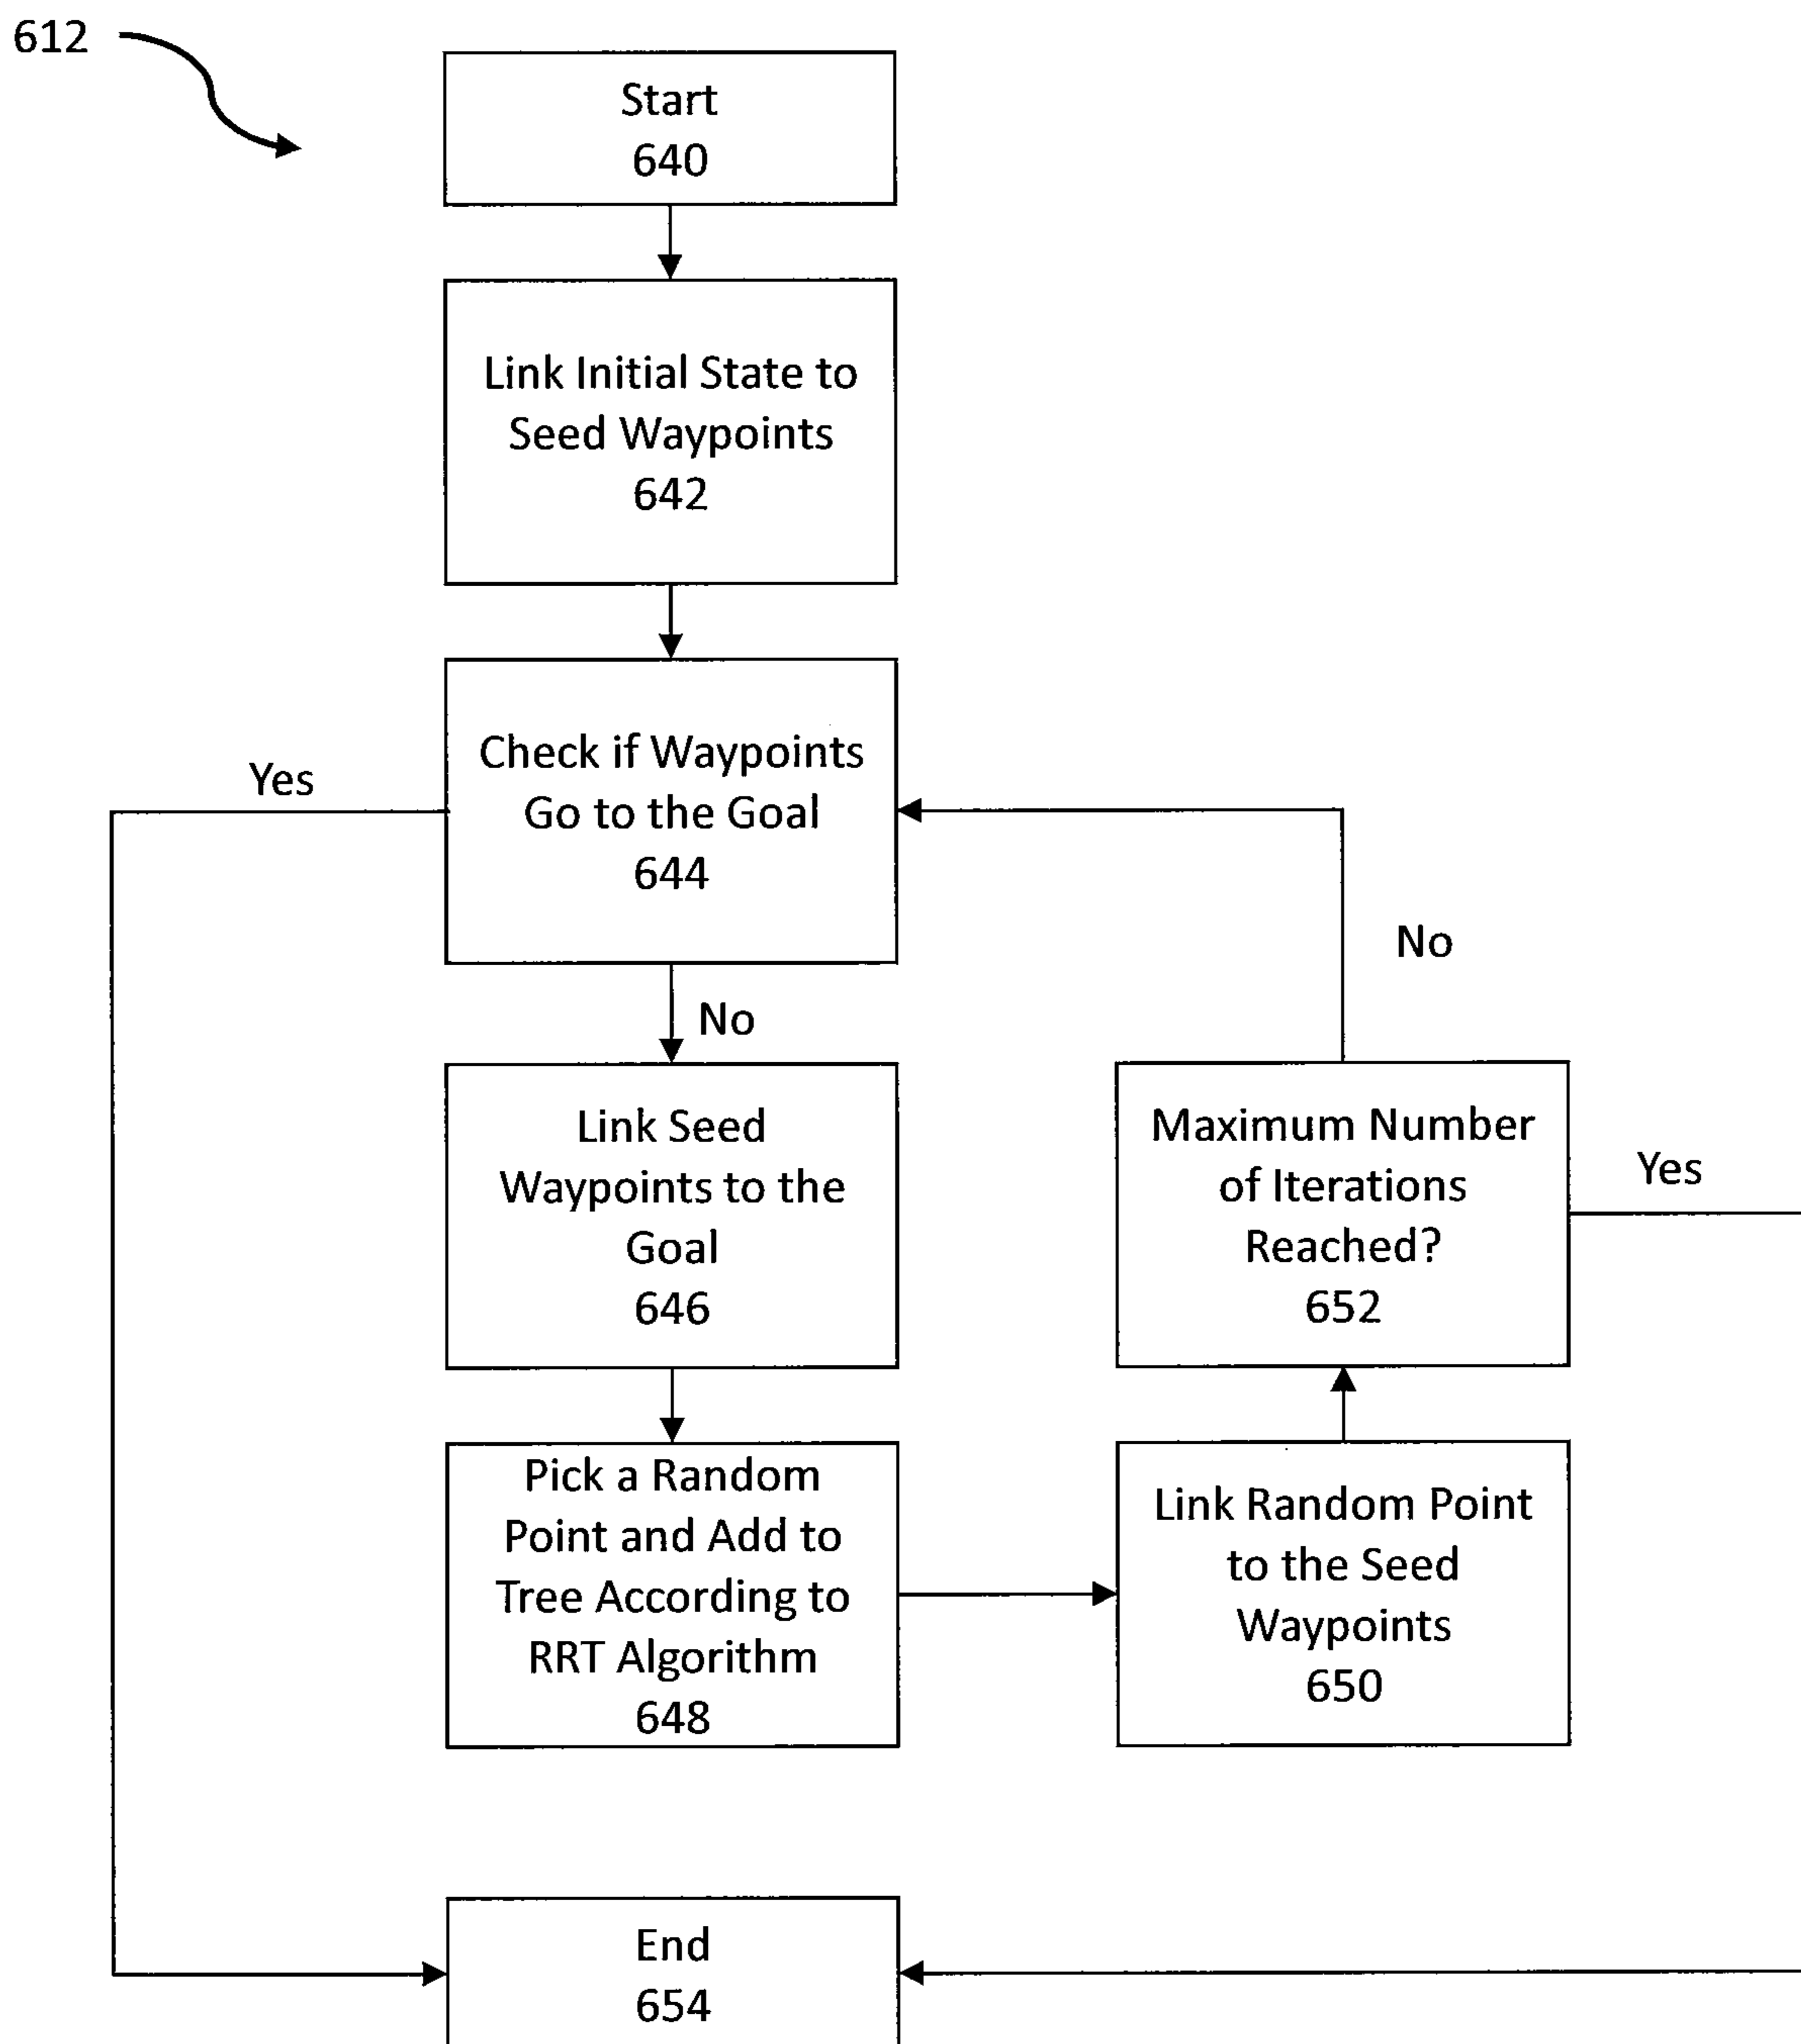 612
Start
640
Link Initial State to
Seed Waypoints
642
Check if Waypoints
Go to the Goal
644
Yes
No
No
Link Seed
Waypoints to the
Goal
646
Maximum Number
of Iterations
Reached?
652
Yes
Pick a Random
Point and Add to
Tree According to
RRT Algorithm
648
Link Random Point
to the Seed
Waypoints
650
End
654